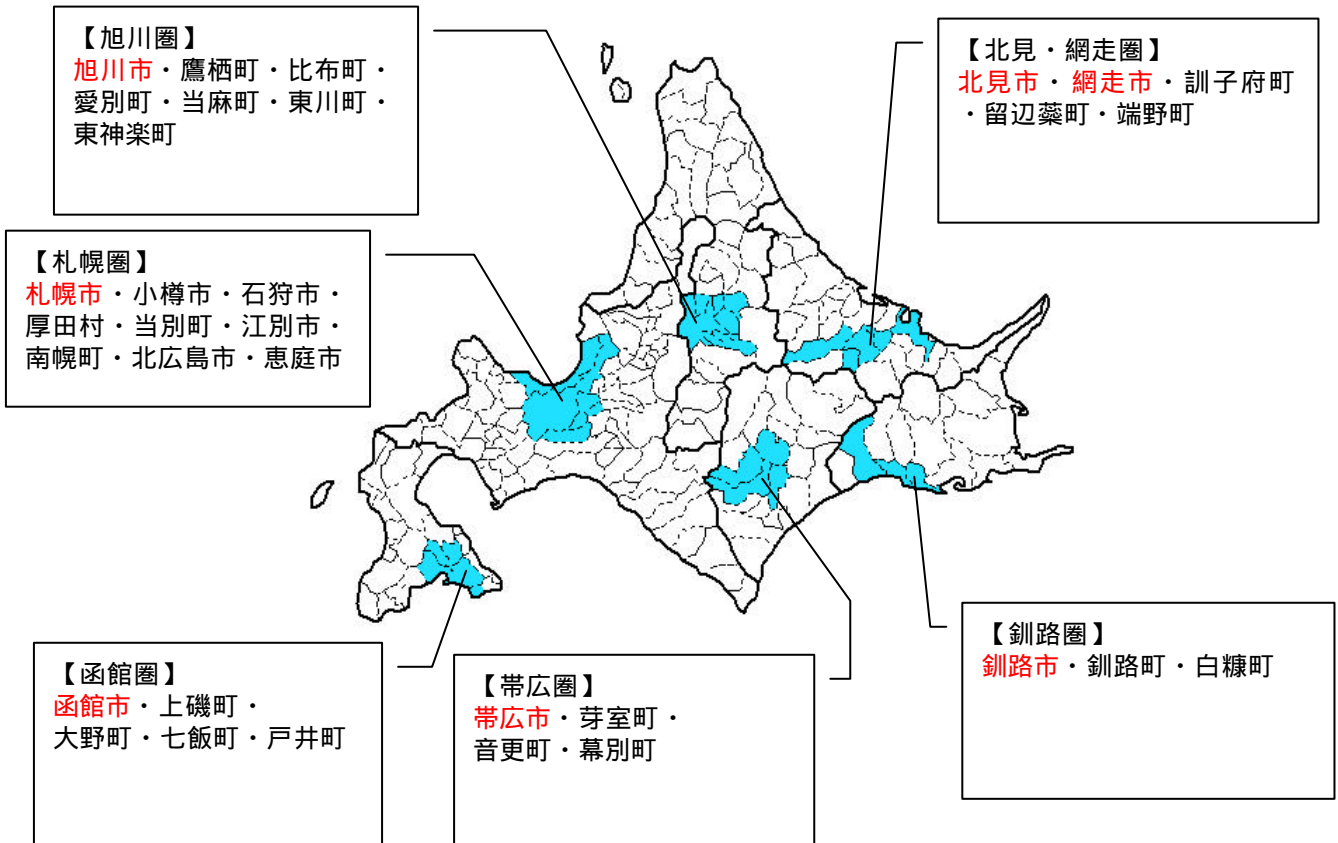 【旭川圏】
旭川市・鷹栖町・比布町・
愛別町・当麻町・東川町・
東神楽町
【北見・網走圏】
北見市・網走市・訓子府町
・留辺蘂町・端野町
【札幌圏】
札幌市・小樽市・石狩市・
厚田村・当別町・江別市・
南幌町・北広島市・恵庭市
【函館圏】
函館市・上磯町・
大野町・七飯町・戸井町
【帯広圏】
帯広市・芽室町・
音更町・幕別町
【釧路圏】
釧路市・釧路町・白糠町